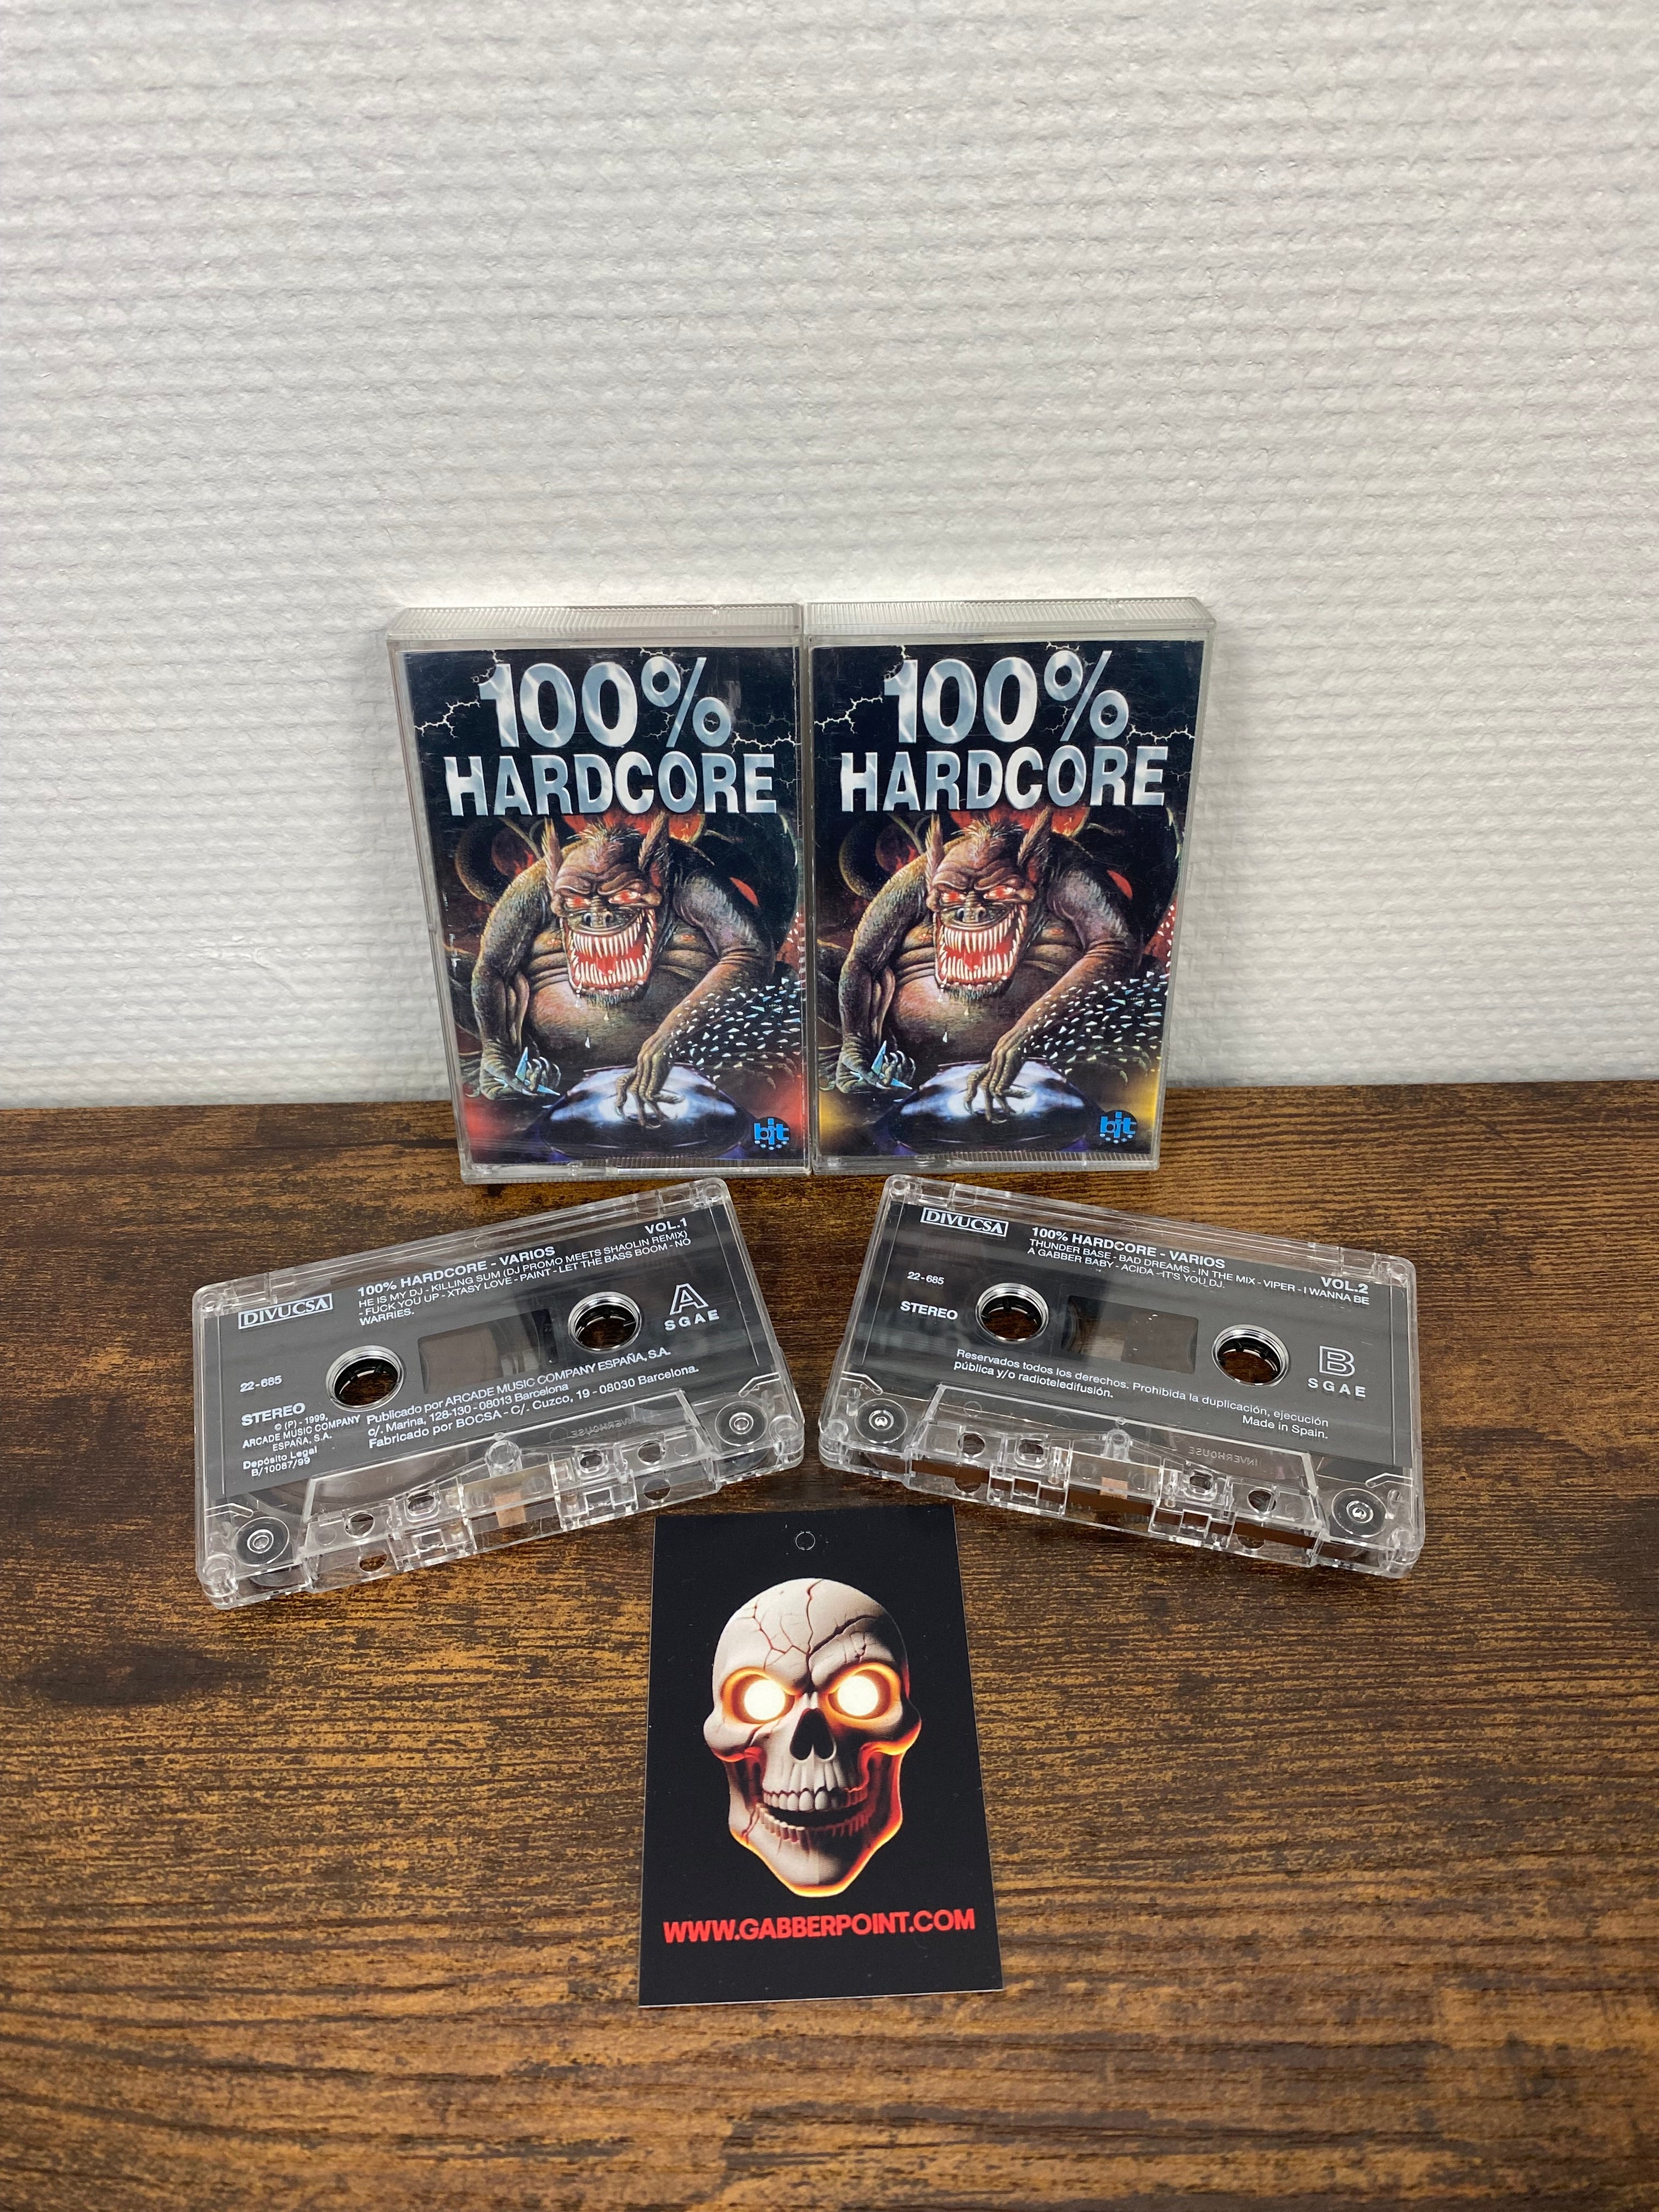 100%
HARDCORE
bit
100%
HARDCORE
bit
DIVUCSA
100% HARDCORE - VARIOS
VOL.1
HE IS MY DJ - KILLING SUM (DJ PROMO MEETS SHAOLIN REMIX)
- FUCK YOU UP - XTASY LOVE - PAINT - LET THE BASS BOOM - NO
WARRIES.
A
SGAE
22-685
STEREO
© (P) - 1999,
ARCADE MUSIC COMPANY
ESPAÑA, S.A.
Depósito Legal
B/10087/99
Publicado por ARCADE MUSIC COMPANY ESPAÑA, S.A.
c/. Marina, 128-130 - 08013 Barcelona
Fabricado por BOCSA - C/. Cuzco, 19 - 08030 Barcelona.
INVERHOUSE
DIVUCSA
100% HARDCORE - VARIOS
VOL.2
THUNDER BASE - BAD DREAMS - IN THE MIX - VIPER - I WANNA BE
A GABBER BABY - ACIDA - IT'S YOU DJ.
22-685
STEREO
B
SGAE
Reservados todos los derechos. Prohibida la duplicación, ejecución
pública y/o radioteledifusión.
Made in Spain.
INVERHOUSE
WWW.GABBERPOINT.COM